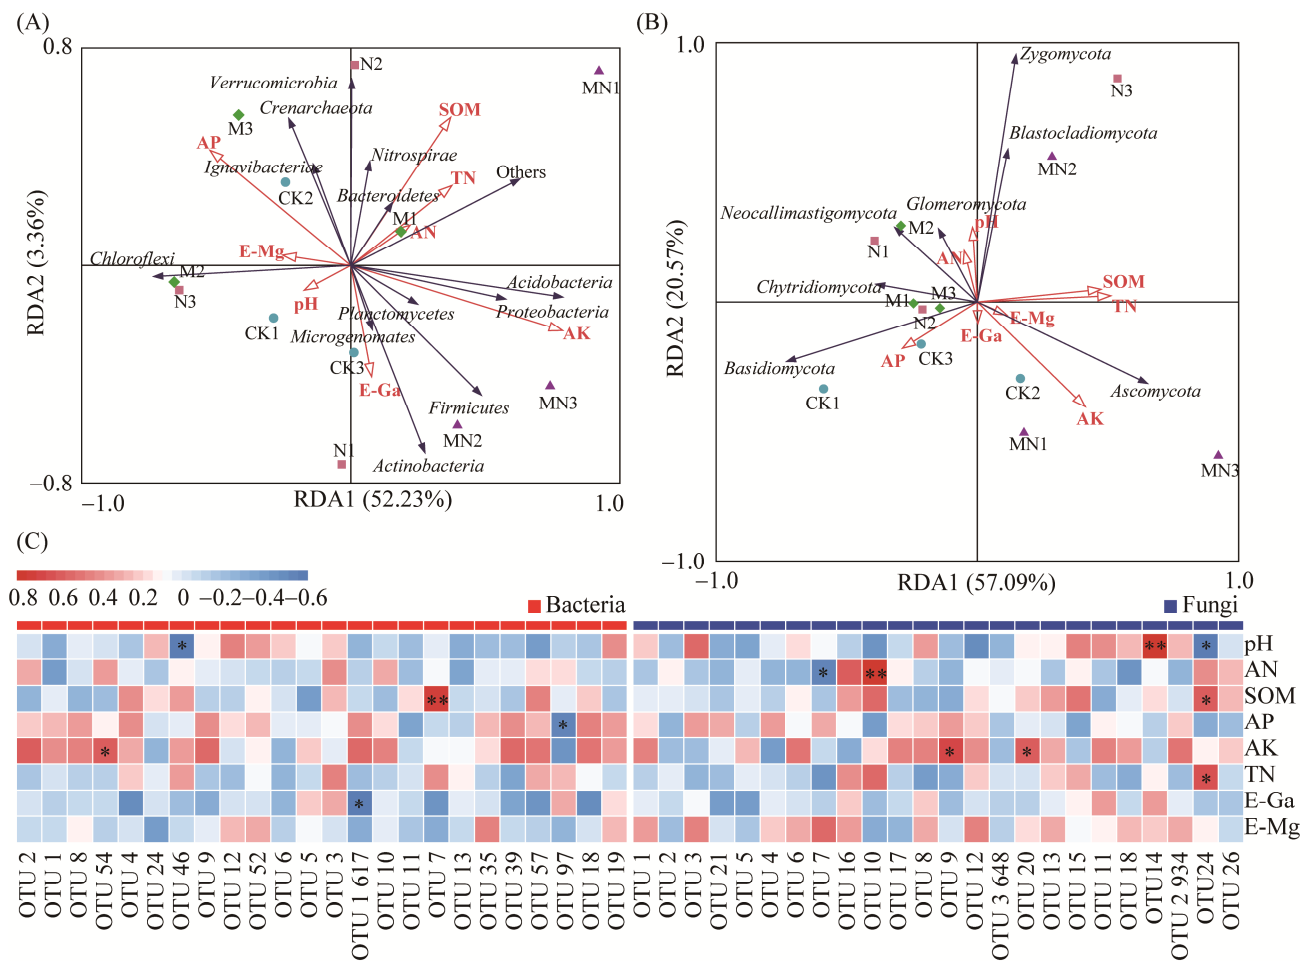 (A)
0.8
N2
MN1
Verrucomicrobia
Crenarchaeota
SOM
M3
AP
Nitrospirae
Ignavibacteriae
TN
Others
CK2
Bacteroidetes
M1
AN
E-Mg
Chloroflexi
M2
N3
pH
Acidobacteria
Planctomycetes
Proteobacteria
CK1
Microgenomates
AK
CK3
E-Ga
MN3
Firmicutes
MN2
N1
Actinobacteria
−0.8
−1.0
RDA1 (52.23%)
1.0
RDA2 (3.36%)
(B)
1.0
Zygomycota
N3
Blastocladiomycota
MN2
Neocallimastigomycota
Glomeromycota
M2
pH
N1
AN
Chytridiomycota
SOM
M1
M3
TN
N2
E-Mg
E-Ga
AP
CK3
Basidiomycota
CK2
Ascomycota
CK1
AK
MN1
MN3
−1.0
−1.0
RDA1 (57.09%)
1.0
RDA2 (20.57%)
(C)
0.8 0.6 0.4 0.2 0 −0.2−0.4−0.6
Bacteria
Fungi
* ** * pH
* ** AN
** * SOM
* AP
* * * AK
* TN
* E-Ga
E-Mg
OTU 2
OTU 1
OTU 8
OTU 54
OTU 4
OTU 24
OTU 46
OTU 9
OTU 12
OTU 52
OTU 6
OTU 5
OTU 3
OTU 1 617
OTU 10
OTU 11
OTU 7
OTU 13
OTU 35
OTU 39
OTU 57
OTU 97
OTU 18
OTU 19
OTU 1
OTU 2
OTU 3
OTU 21
OTU 5
OTU 4
OTU 6
OTU 7
OTU 16
OTU 10
OTU 17
OTU 8
OTU 9
OTU 12
OTU 3 648
OTU 20
OTU 13
OTU 15
OTU 11
OTU 18
OTU14
OTU 2 934
OTU24
OTU 26